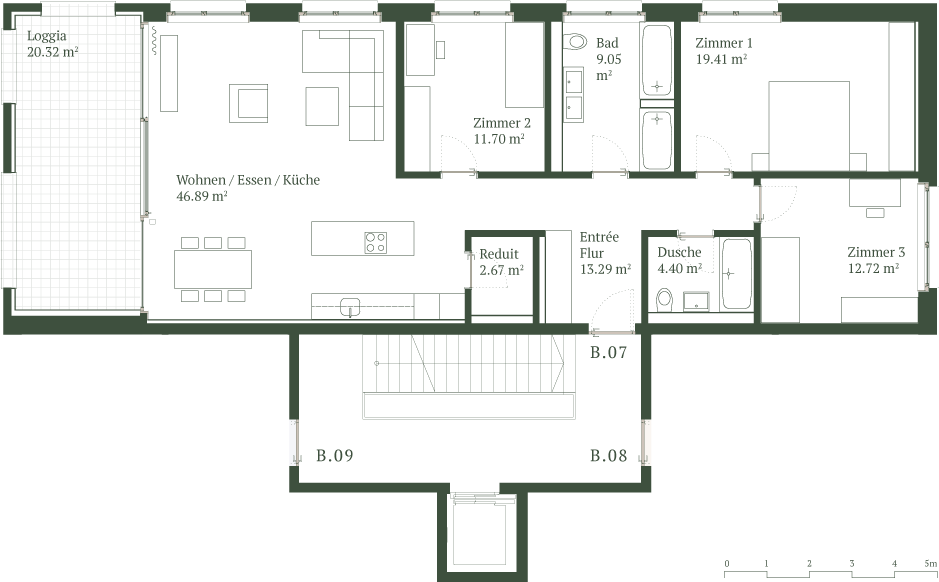 Loggia
20.32 m²
Wohnen / Essen / Küche
46.89 m²
Zimmer 2
11.70 m²
Bad
9.05
m²
Zimmer 1
19.41 m²
Reduit
2.67 m²
Entrée
Flur
13.29 m²
Dusche
4.40 m²
Zimmer 3
12.72 m²
B.07
B.09
B.08
0 1 2 3 4 5m